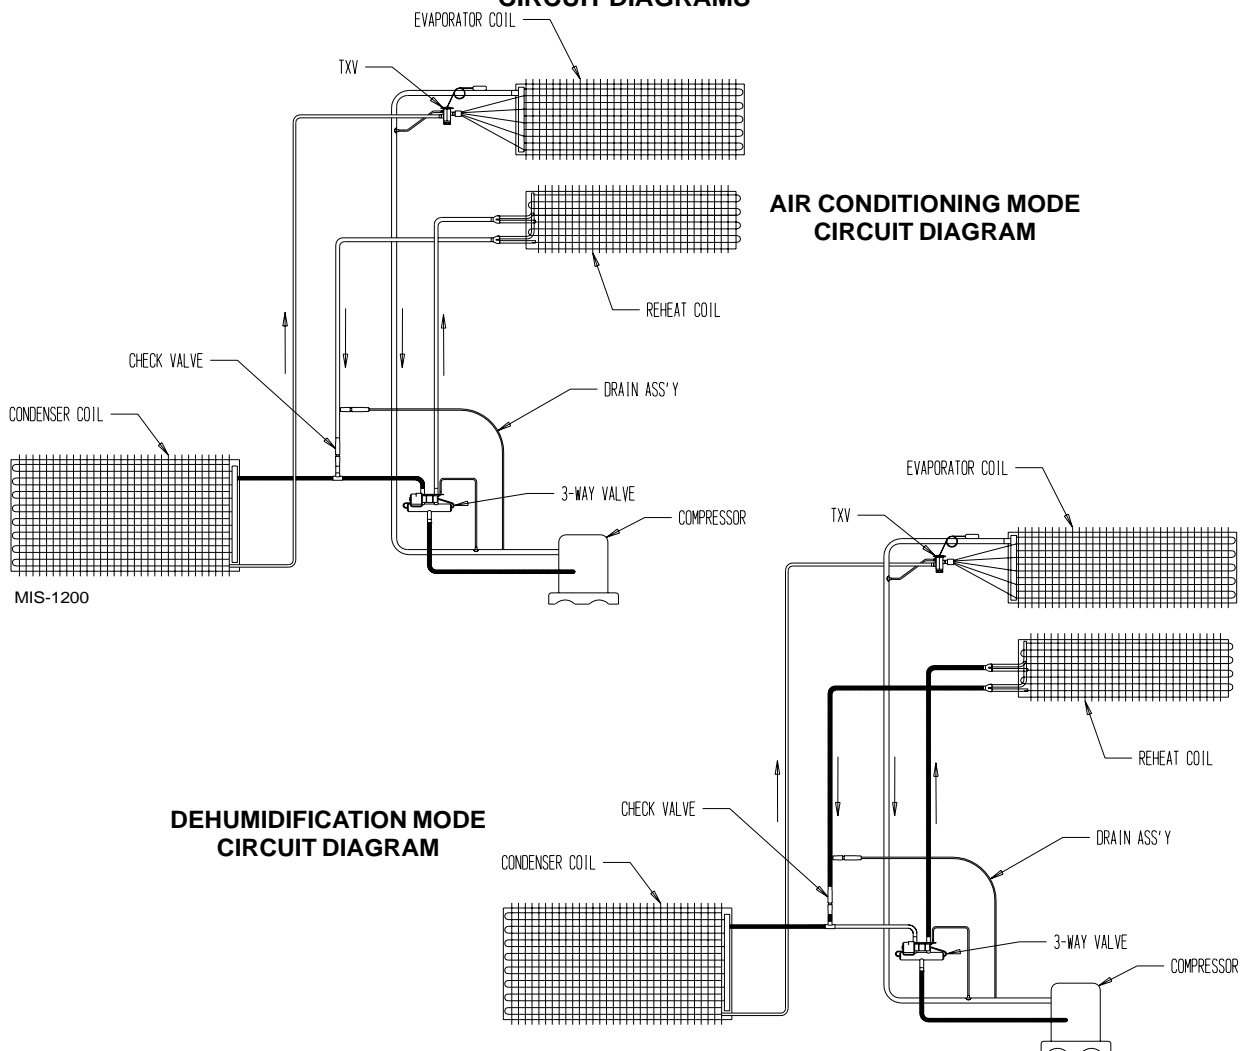 CIRCUIT DIAGRAMS
EVAPORATOR COIL
TXV
AIR CONDITIONING MODE
CIRCUIT DIAGRAM
REHEAT COIL
CHECK VALVE
DRAIN ASS'Y
CONDENSER COIL
3-WAY VALVE
COMPRESSOR
MIS-1200
EVAPORATOR COIL
TXV
REHEAT COIL
DEHUMIDIFICATION MODE
CIRCUIT DIAGRAM
CHECK VALVE
DRAIN ASS'Y
CONDENSER COIL
3-WAY VALVE
COMPRESSOR